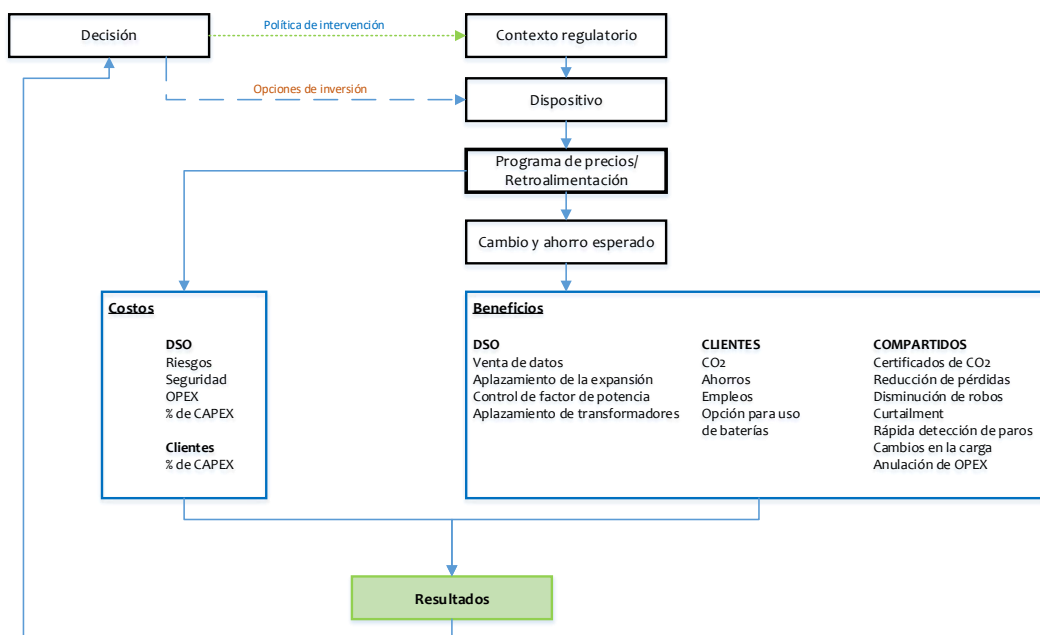 Decisión
Política de intervención
Contexto regulatorio
Opciones de inversión
Dispositivo
Programa de precios/
Retroalimentación
Cambio y ahorro esperado
Costos
DSO
Riesgos
Seguridad
OPEX
% de CAPEX
Clientes
% de CAPEX
Beneficios
DSO
Venta de datos
Aplazamiento de la expansión
Control de factor de potencia
Aplazamiento de transformadores
CLIENTES
CO2
Ahorros
Empleos
Opción para uso
de baterías
COMPARTIDOS
Certificados de CO2
Reducción de pérdidas
Disminución de robos
Curtailment
Rápida detección de paros
Cambios en la carga
Anulación de OPEX
Resultados